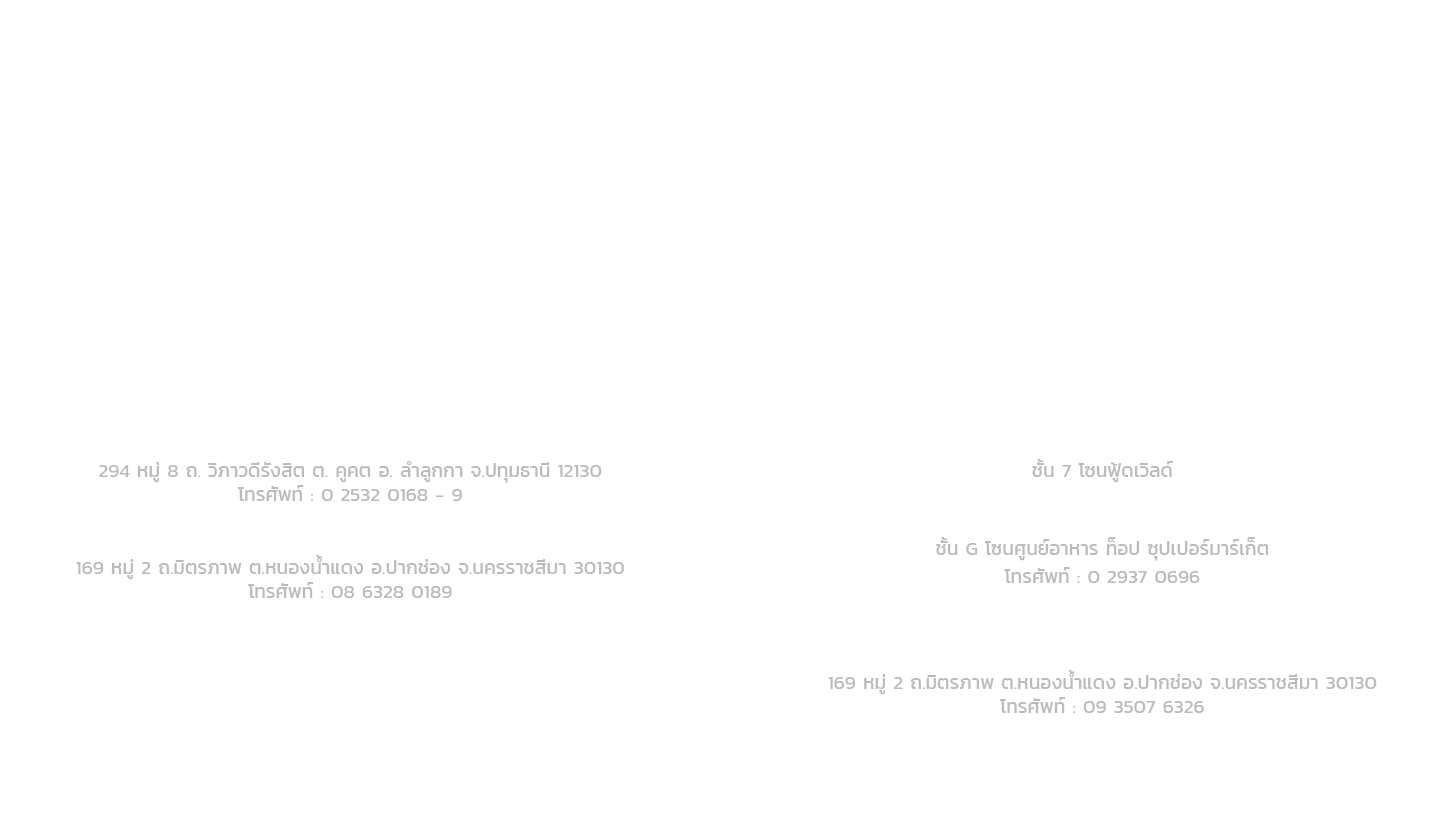 294 หมู่ 8 ถ. วิภาวดีรังสิต ต. คูคต อ. ลำลูกกา จ.ปทุมธานี 12130
โทรศัพท์ : 0 2532 0168 - 9
169 หมู่ 2 ถ.มิตรภาพ ต.หนองน้ำแดง อ.ปากช่อง จ.นครราชสีมา 30130
โทรศัพท์ : 08 6328 0189
ชั้น 7 โซนฟู้ดเวิลด์
ชั้น G โซนศูนย์อาหาร ท็อป ซุปเปอร์มาร์เก็ต
โทรศัพท์ : 0 2937 0696
169 หมู่ 2 ถ.มิตรภาพ ต.หนองน้ำแดง อ.ปากช่อง จ.นครราชสีมา 30130
โทรศัพท์ : 09 3507 6326